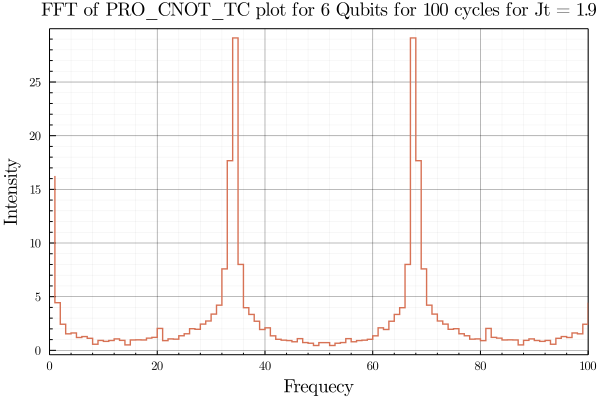 FFT of PRO_CNOT_TC plot for 6 Qubits for 100 cycles for Jt = 1.9
Intensity
25
20
15
10
5
0
0 20 40 60 80 100
Frequecy